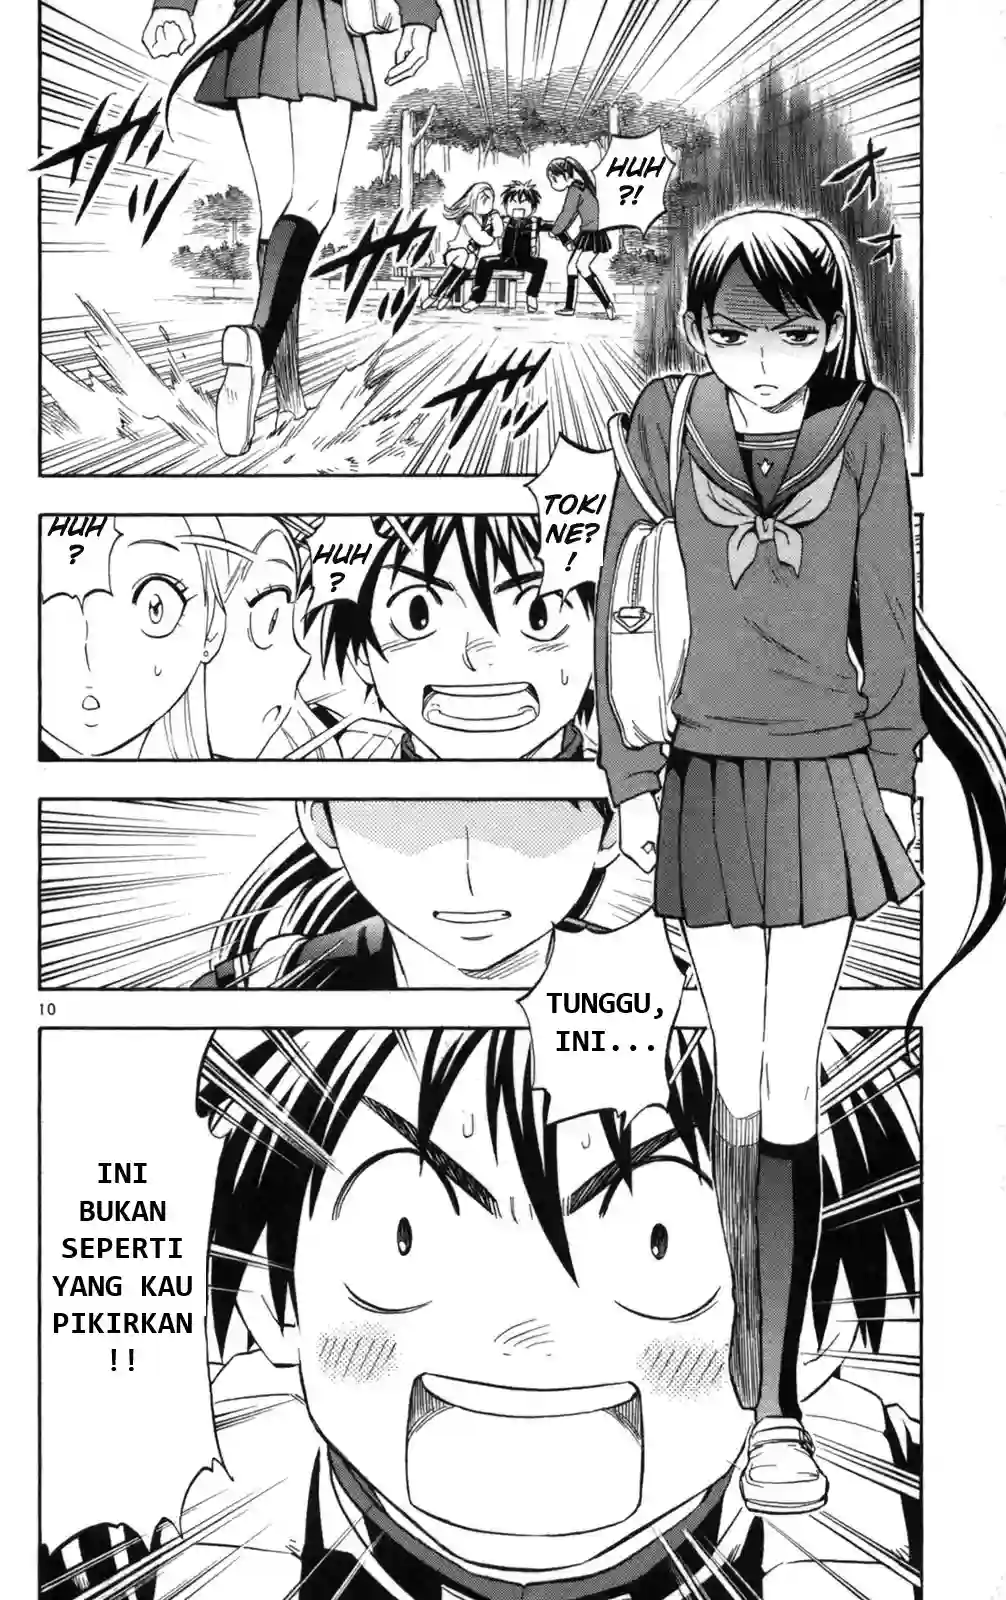 HUH
?!
TOKI
NE?
!
HUH
?
HUH
?
10
TUNGGU,
INI...
INI
BUKAN
SEPERTI
YANG KAU
PIKIRKAN
!!